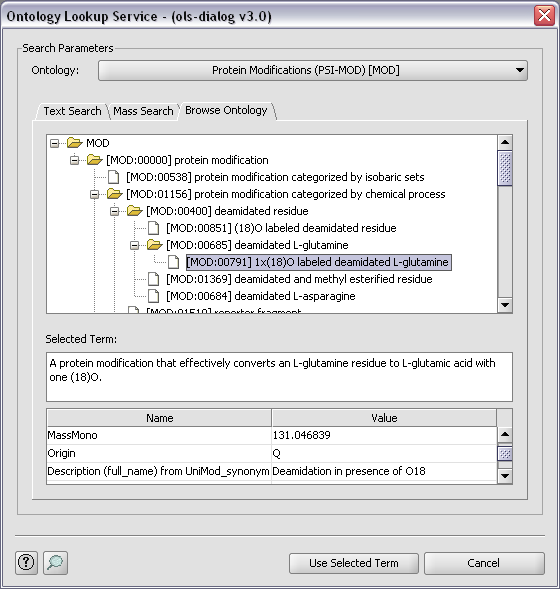 Ontology Lookup Service - (ols-dialog v3.0)
Search Parameters
Ontology: Protein Modifications (PSI-MOD) [MOD]
Text Search Mass Search Browse Ontology
MOD
[MOD:00000] protein modification
[MOD:00538] protein modification categorized by isobaric sets
[MOD:01156] protein modification categorized by chemical process
[MOD:00400] deamidated residue
[MOD:00851] (18)O labeled deamidated residue
[MOD:00685] deamidated L-glutamine
[MOD:00791] 1x(18)O labeled deamidated L-glutamine
[MOD:01369] deamidated and methyl esterified residue
[MOD:00684] deamidated L-asparagine
reporter fragment
Selected Term:
A protein modification that effectively converts an L-glutamine residue to L-glutamic acid with
one (18)O.
Name Value
MassMono 131.046839
Origin Q
Description (full_name) from UniMod_synonym Deamidation in presence of O18
? Use Selected Term Cancel